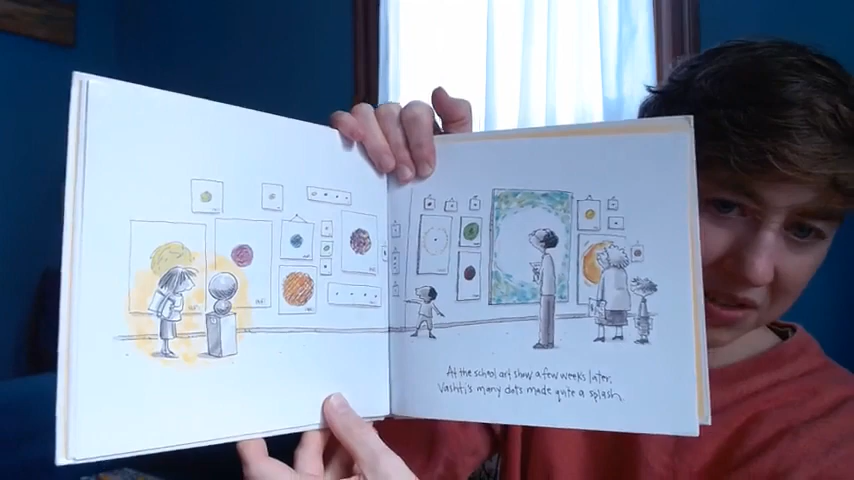 At the school art show a few weeks later,
Vashti's many dots made quite a splash.